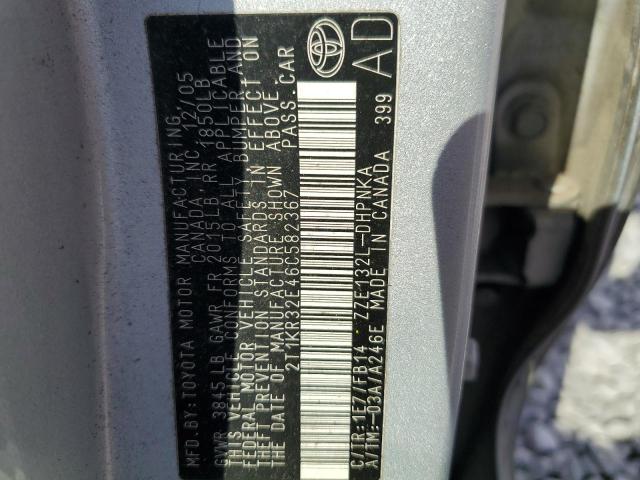 MFD.BY:TOYOTA MOTOR MANUFACTURING
CANADA,INC. 12/05
GVWR 3845LB GAWR FR 2015LB RR 1850LB
THIS VEHICLE CONFORMS TO ALL APPLICABLE
FEDERAL MOTOR VEHICLE SAFETY, BUMPER, AND
THEFT PREVENTION STANDARDS IN EFFECT ON
THE DATE OF MANUFACTURE SHOWN ABOVE.
2T1KR32E46C582367 PASS.CAR
C/TR:1E7/FB14 ZZE132L-DHPNKA
A/TM:-03A/A246E MADE IN CANADA 399
AD